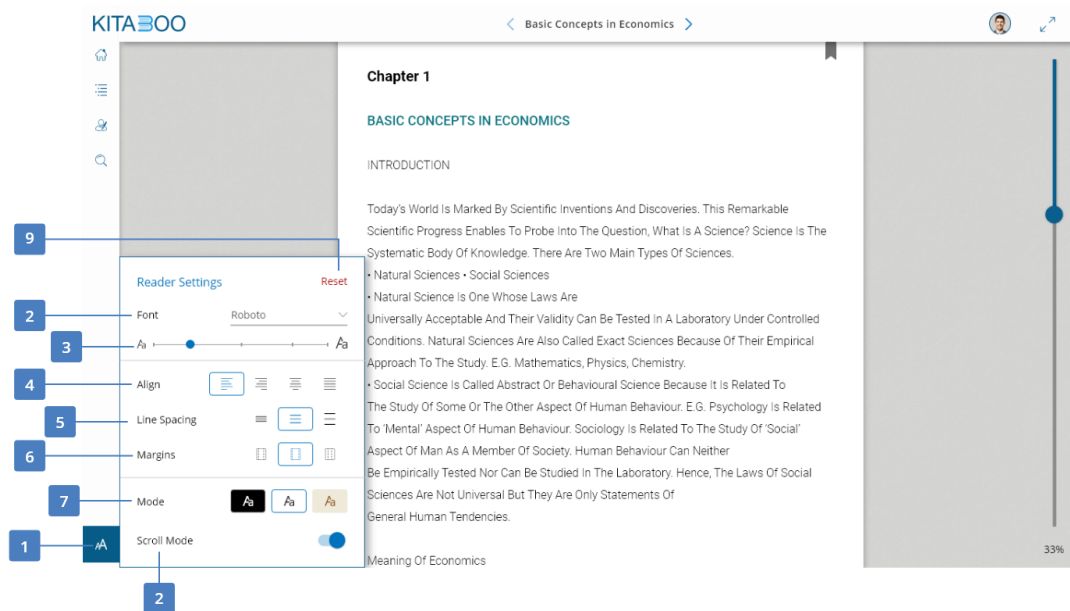 KITABOO
Basic Concepts in Economics
Chapter 1
BASIC CONCEPTS IN ECONOMICS
INTRODUCTION
Today's World Is Marked By Scientific Inventions And Discoveries. This Remarkable
Scientific Progress Enables To Probe Into The Question, What Is A Science? Science Is The
Systematic Body Of Knowledge. There Are Two Main Types Of Sciences.
• Natural Sciences • Social Sciences
• Natural Science Is One Whose Laws Are
Universally Acceptable And Their Validity Can Be Tested In A Laboratory Under Controlled
Conditions. Natural Sciences Are Also Called Exact Sciences Because Of Their Empirical
Approach To The Study. E.G. Mathematics, Physics, Chemistry.
• Social Science Is Called Abstract Or Behavioural Science Because It Is Related To
The Study Of Some Or The Other Aspect Of Human Behaviour. E.G. Psychology Is Related
To 'Mental' Aspect Of Human Behaviour. Sociology Is Related To The Study Of 'Social'
Aspect Of Man As A Member Of Society. Human Behaviour Can Neither
Be Empirically Tested Nor Can Be Studied In The Laboratory. Hence, The Laws Of Social
Sciences Are Not Universal But They Are Only Statements Of
General Human Tendencies.
Meaning Of Economics
33%
9
Reader Settings
Reset
2
Font
Roboto
3
Aa
Aa
4
Align
5
Line Spacing
6
Margins
7
Mode
Aa
Aa
Aa
1
AA
Scroll Mode
2